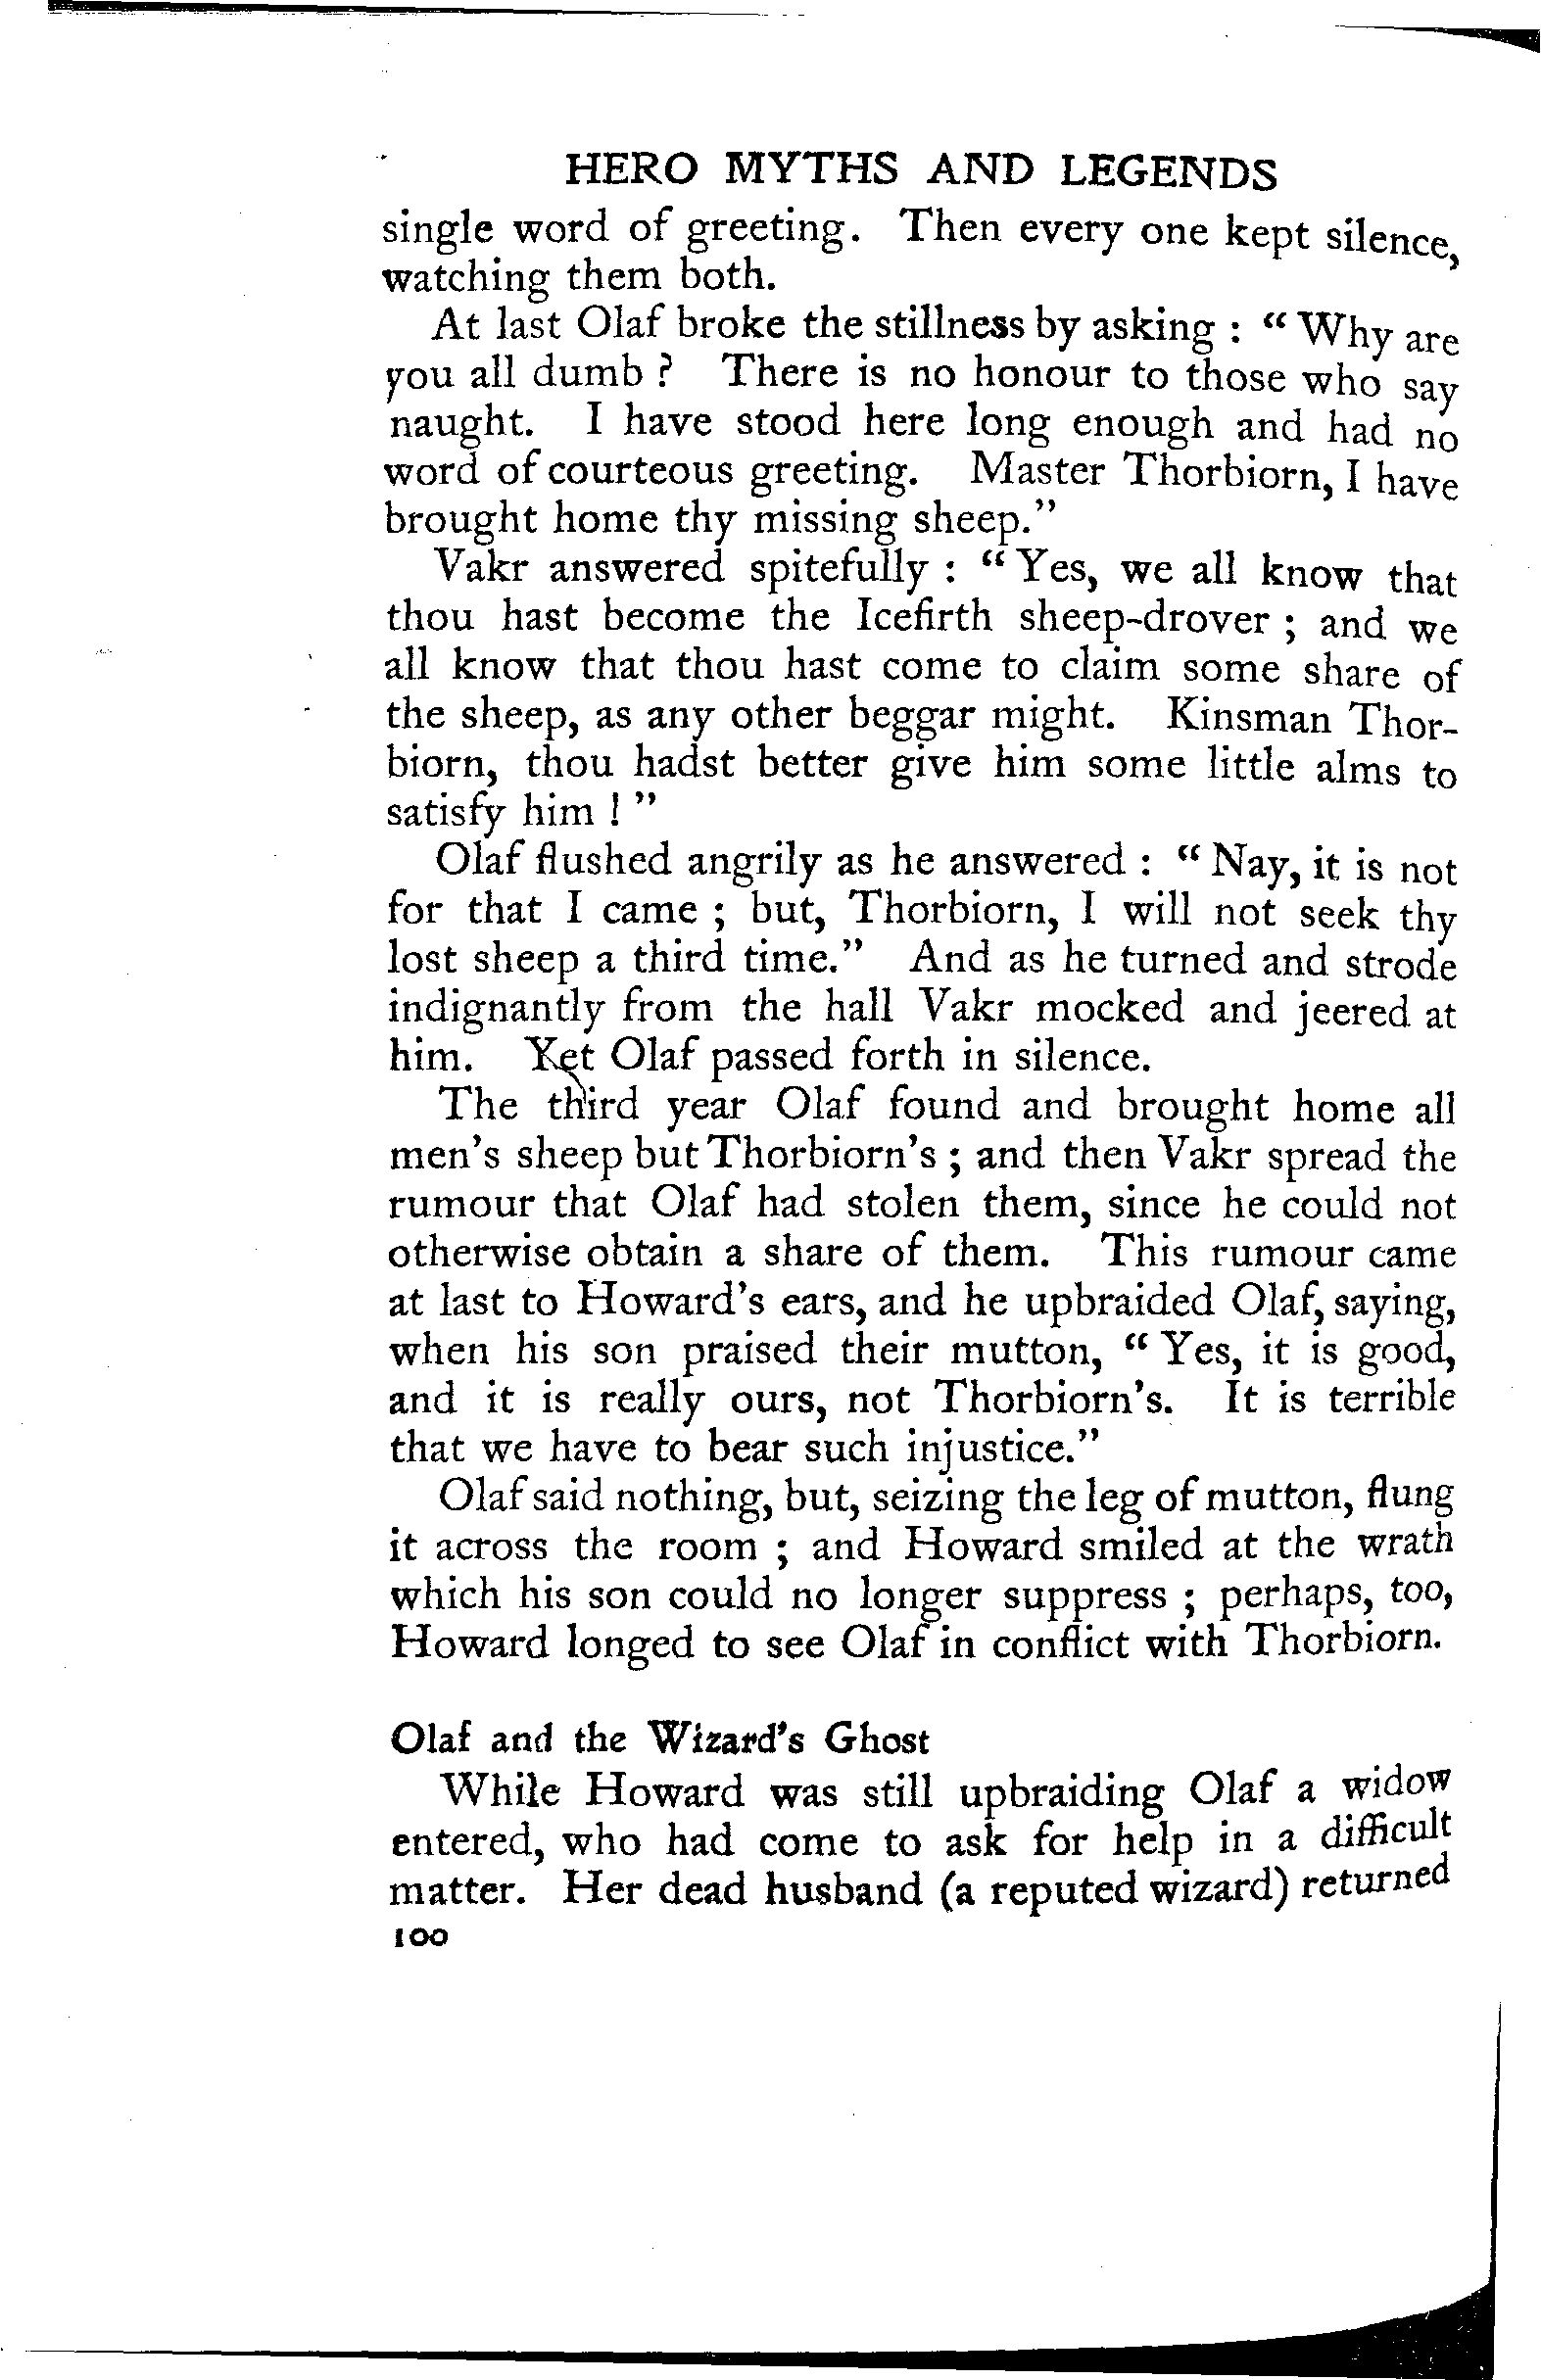 HERO MYTHS AND LEGENDS
single word of greeting. Then every one kept silence,
watching them both.
At last Olaf broke the stillness by asking : “ Why are
you all dumb ? There is no honour to those who say
naught. I have stood here long enough and had no
word of courteous greeting. Master Thorbiorn, I have
brought home thy missing sheep.”
Vakr answered spitefully : “ Yes, we all know that
thou hast become the Icefirth sheep-drover ; and we
all know that thou hast come to claim some share of
the sheep, as any other beggar might. Kinsman Thor-
biorn, thou hadst better give him some little alms to
satisfy him ! ”
Olaf flushed angrily as he answered : “ Nay, it is not
for that I came ; but, Thorbiorn, I will not seek thy
lost sheep a third time.” And as he turned and strode
indignantly from the hall Vakr mocked and jeered at
him. Yet Olaf passed forth in silence.
The third year Olaf found and brought home all
men’s sheep but Thorbiorn’s ; and then Vakr spread the
rumour that Olaf had stolen them, since he could not
otherwise obtain a share of them. This rumour came
at last to Howard’s ears, and he upbraided Olaf, saying,
when his son praised their mutton, “ Yes, it is good,
and it is really ours, not Thorbiorn’s. It is terrible
that we have to bear such injustice.”
Olaf said nothing, but, seizing the leg of mutton, flung
it across the room ; and Howard smiled at the wrath
which his son could no longer suppress ; perhaps, too,
Howard longed to see Olaf in conflict with Thorbiorn.
Olaf and the Wizard’s Ghost
While Howard was still upbraiding Olaf a widow
entered, who had come to ask for help in a difficult
matter. Her dead husband (a reputed wizard) returned
100